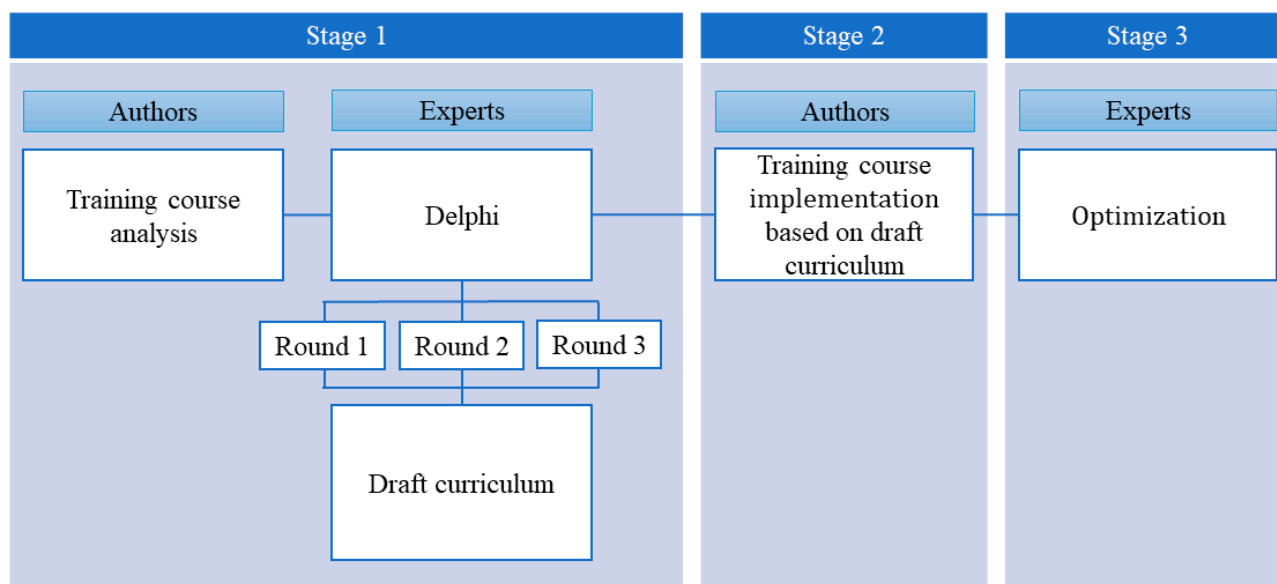 Stage 1
Stage 2
Stage 3
Authors
Experts
Authors
Experts
Training course
analysis
Delphi
Training course
implementation
based on draft
curriculum
Optimization
Round 1
Round 2
Round 3
Draft curriculum